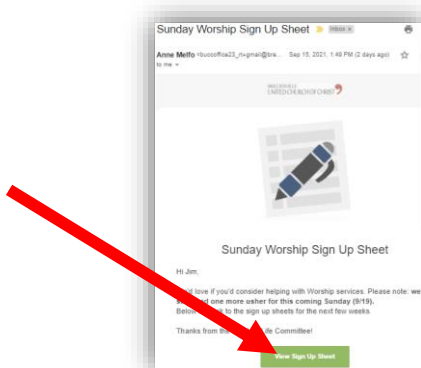 Sunday Worship Sign Up Sheet Inbox x
Anne Melfo Sep 15, 2021, 1:49 PM (2 days ago)
to me
UNITED CHURCH OF CHRIST
Sunday Worship Sign Up Sheet
Hi Jim,
love if you'd consider helping with Worship services. Please note: we
one more usher for this coming Sunday (9/19).
to the sign up sheets for the next few weeks
Thanks from the Committee!
View Sign Up Sheet